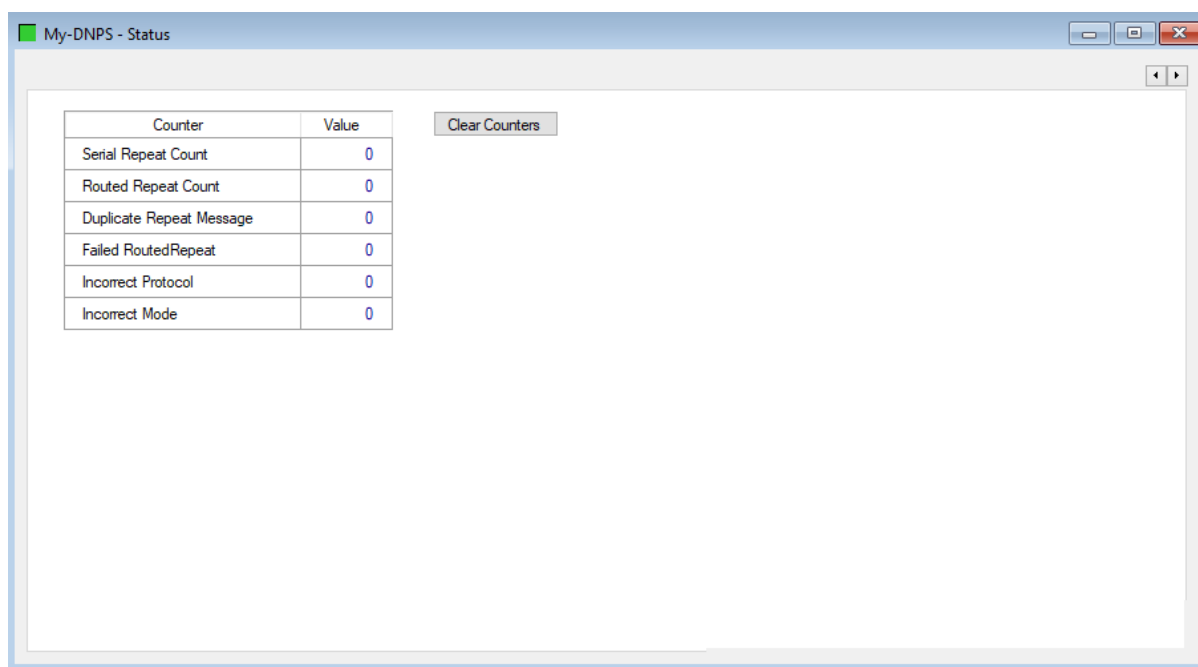 My-DNPS - Status
Counter Value Clear Counters
Serial Repeat Count 0
Routed Repeat Count 0
Duplicate Repeat Message 0
Failed RoutedRepeat 0
Incorrect Protocol 0
Incorrect Mode 0